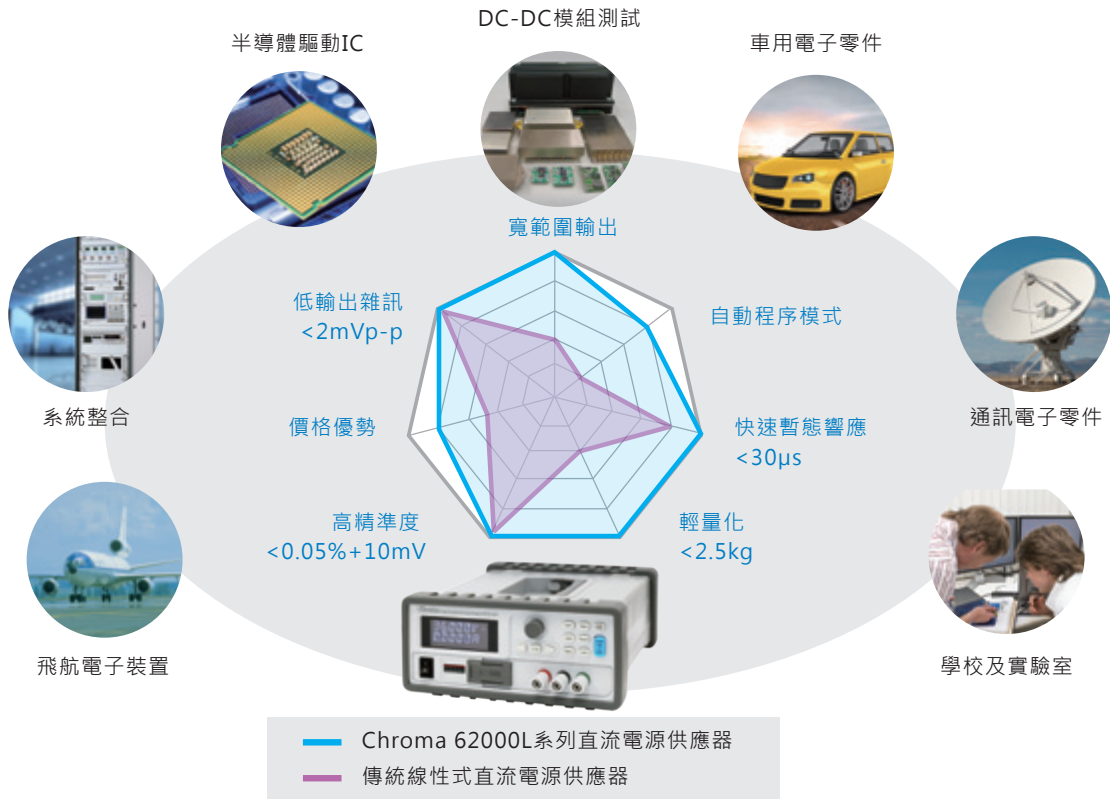 DC-DC模組測試
半導體驅動IC
車用電子零件
寬範圍輸出
低輸出雜訊
<2mVp-p
自動程序模式
系統整合
價格優勢
快速暫態響應
<30μs
通訊電子零件
高精準度
<0.05%+10mV
輕量化
<2.5kg
飛航電子裝置
學校及實驗室
Chroma 62000L系列直流電源供應器
傳統線性式直流電源供應器